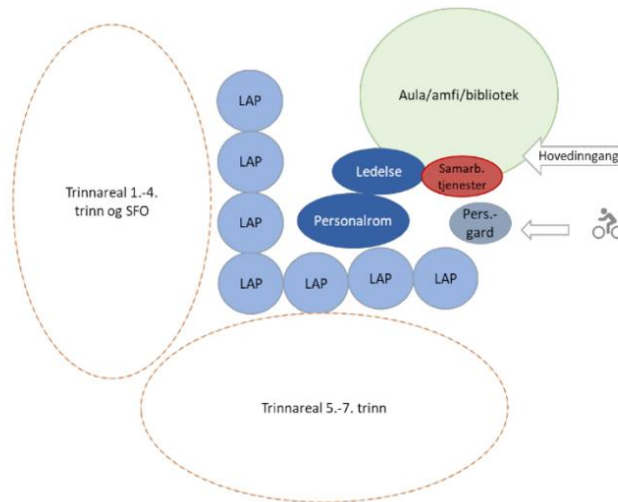 LAP
Aula/amfi/bibliotek
LAP
Hovedinngang
Ledelse
Samarb.
tjenester
Trinnareal 1.-4.
trinn og SFO
LAP
Personalrom
Pers.-
gard
LAP
LAP
LAP
LAP
Trinnareal 5.-7. trinn